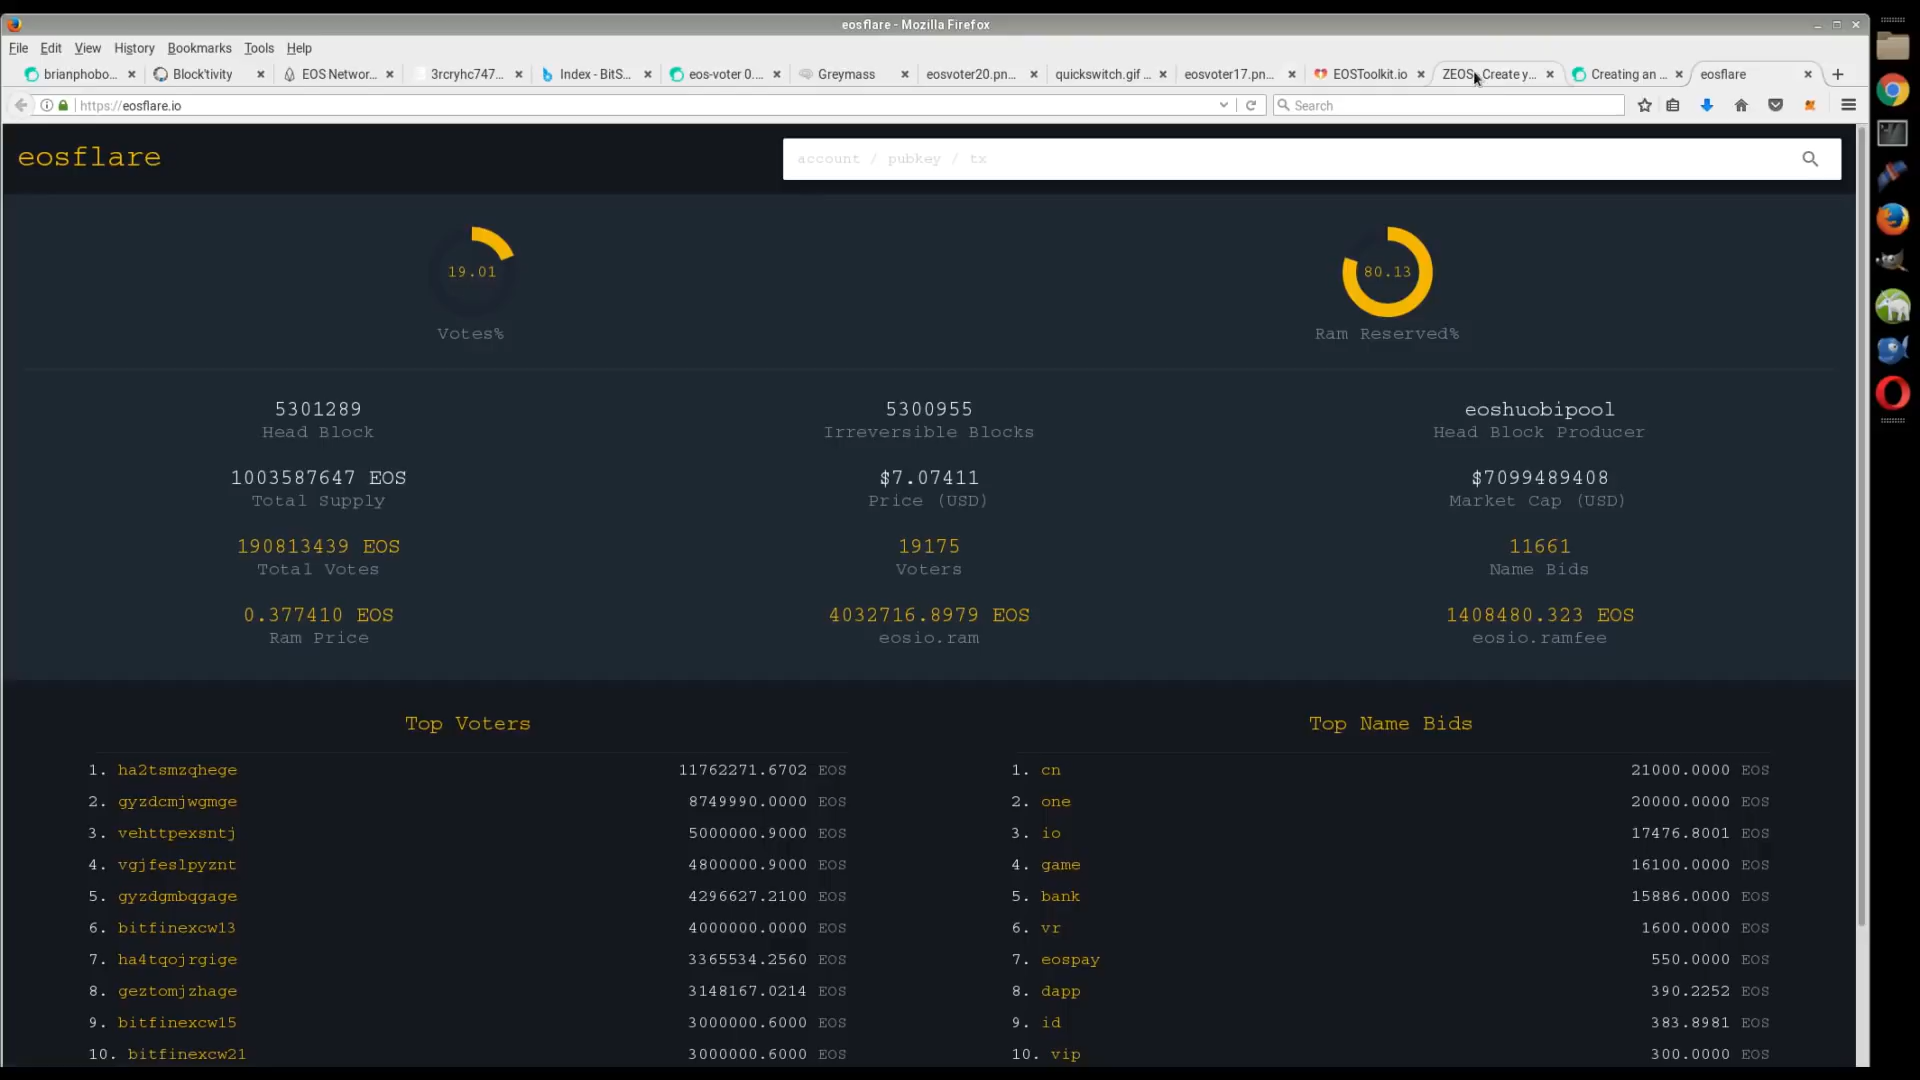 eosflare - Mozilla Firefox
File Edit View History Bookmarks Tools Help
brianphobo... Block'tivity EOS Networ... 3rcryhc747... Index - BitS... eos-voter 0.... Greymass eosvoter20.pn... quickswitch.gif ... eosvoter17.pn... EOSToolkit.io ZEOS Create y... Creating an ... eosflare
https://eosflare.io Search
eosflare account / pubkey / tx
19.01 80.13
Votes% Ram Reserved%
5301289 5300955 eoshuobipool
Head Block Irreversible Blocks Head Block Producer
1003587647 EOS $7.07411 $7099489408
Total Supply Price (USD) Market Cap (USD)
190813439 EOS 19175 11661
Total Votes Voters Name Bids
0.377410 EOS 4032716.8979 EOS 1408480.323 EOS
Ram Price eosio.ram eosio.ramfee
Top Voters
1. ha2tsmzqhege 11762271.6702 EOS
2. gyzdcmjwgmge 8749990.0000 EOS
3. vehttpexsntj 5000000.9000 EOS
4. vgjfeslpyznt 4800000.9000 EOS
5. gyzdgmbqgage 4296627.2100 EOS
6. bitfinexcw13 4000000.0000 EOS
7. ha4tqojrgige 3365534.2560 EOS
8. geztomjzhage 3148167.0214 EOS
9. bitfinexcw15 3000000.6000 EOS
10. bitfinexcw21 3000000.6000 EOS
Top Name Bids
1. cn 21000.0000 EOS
2. one 20000.0000 EOS
3. io 17476.8001 EOS
4. game 16100.0000 EOS
5. bank 15886.0000 EOS
6. vr 1600.0000 EOS
7. eospay 550.0000 EOS
8. dapp 390.2252 EOS
9. id 383.8981 EOS
10. vip 300.0000 EOS